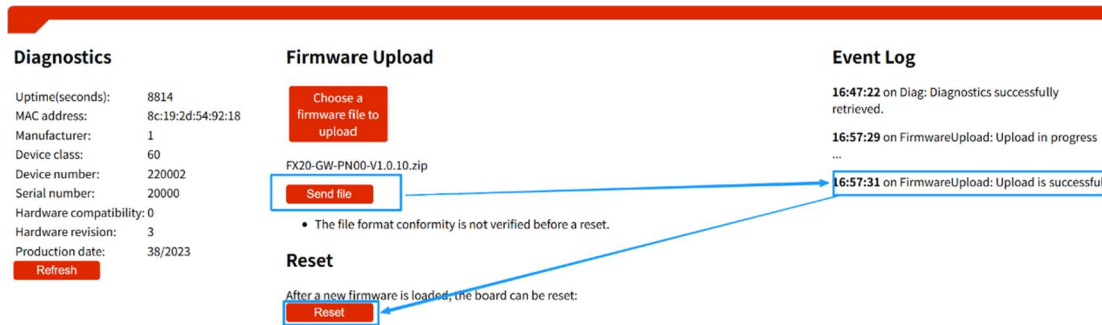 Diagnostics
Uptime(seconds): 8814
MAC address: 8c:19:2d:54:92:18
Manufacturer: 1
Device class: 60
Device number: 220002
Serial number: 20000
Hardware compatibility: 0
Hardware revision: 3
Production date: 38/2023
Refresh
Firmware Upload
Choose a
firmware file to
upload
FX20-GW-PN00-V1.0.10.zip
Send file
• The file format conformity is not verified before a reset.
Reset
After a new firmware is loaded, the board can be reset:
Reset
Event Log
16:47:22 on Diag: Diagnostics successfully
retrieved.
16:57:29 on FirmwareUpload: Upload in progress
...
16:57:31 on FirmwareUpload: Upload is successful